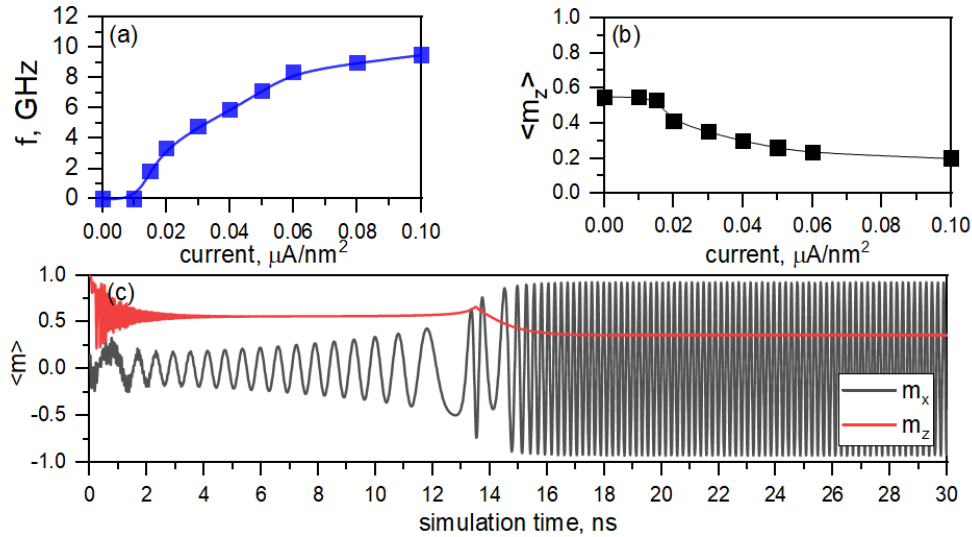 (a)
f, GHz
12
10
8
6
4
2
0
0.00 0.02 0.04 0.06 0.08 0.10
current, μA/nm²
(b)
<m_z>
1.0
0.8
0.6
0.4
0.2
0.0
0.00 0.02 0.04 0.06 0.08 0.10
current, μA/nm²
(c)
<m>
1.0
0.5
0.0
-0.5
-1.0
m_x
m_z
0 2 4 6 8 10 12 14 16 18 20 22 24 26 28 30
simulation time, ns